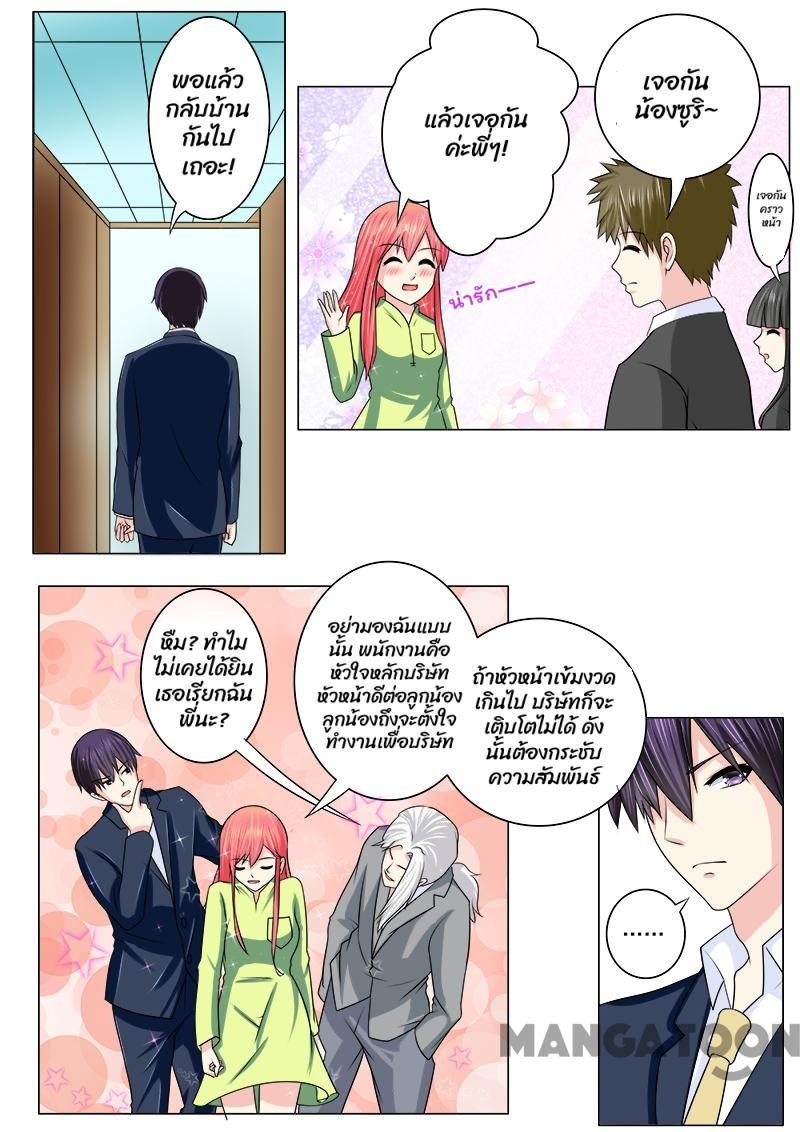 พอแล้ว
กลับบ้าน
กันไป
เถอะ!
แล้วเจอกัน
ค่ะพี่ๆ!
เจอกัน
น้องซูริ~
เจอกัน
คราว
หน้า
น่ารัก——
หืม? ทำไม
ไม่เคยได้ยิน
เธอเรียกฉัน
พี่นะ?
อย่ามองฉันแบบ
นั้น พนักงานคือ
หัวใจหลักบริษัท
หัวหน้าดีต่อลูกน้อง
ลูกน้องถึงจะตั้งใจ
ทำงานเพื่อบริษัท
ถ้าหัวหน้าเข้มงวด
เกินไป บริษัทก็จะ
เติบโตไม่ได้ ดัง
นั้นต้องกระชับ
ความสัมพันธ์
......
MANGATOON